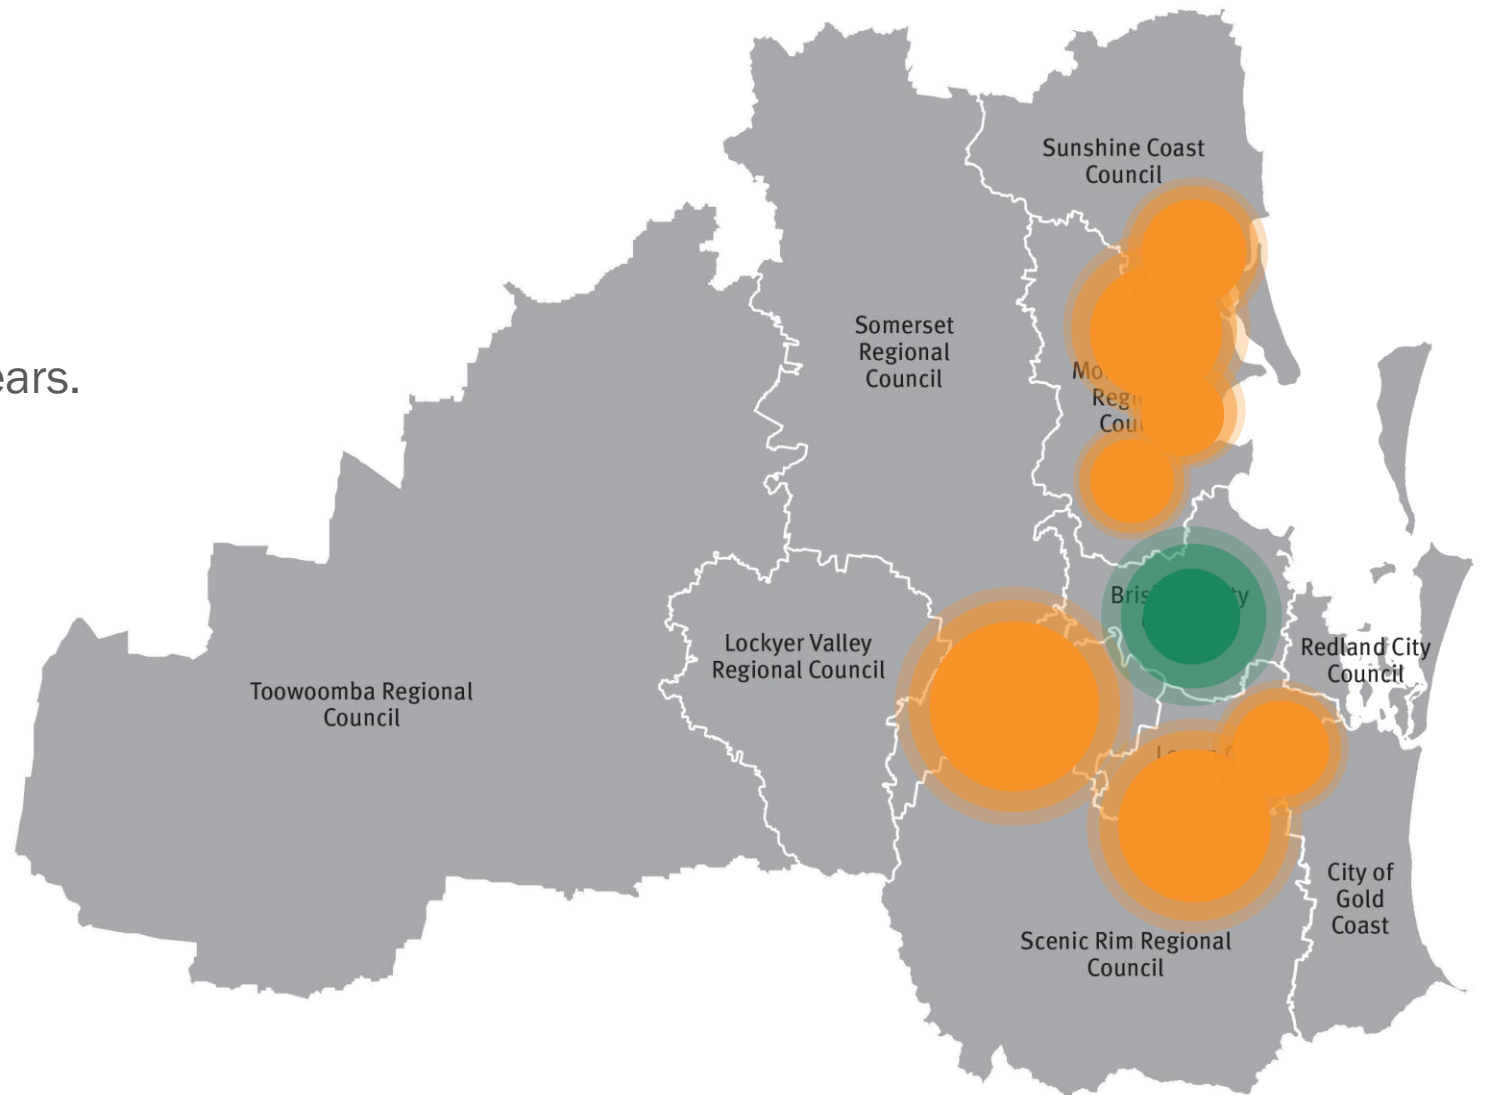 ears.
Sunshine Coast
Council
Somerset
Regional
Council
Lockyer Valley
Regional Council
Toowoomba Regional
Council
Redland City
Council
City of
Gold
Coast
Scenic Rim Regional
Council